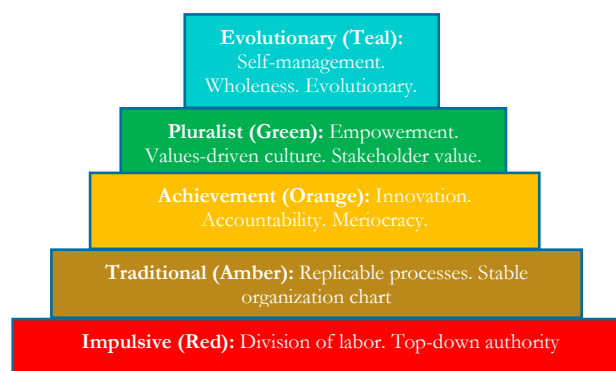 Evolutionary (Teal):
Self-management.
Wholeness. Evolutionary.
Pluralist (Green): Empowerment.
Values-driven culture. Stakeholder value.
Achievement (Orange): Innovation.
Accountability. Meriocracy.
Traditional (Amber): Replicable processes. Stable
organization chart
Impulsive (Red): Division of labor. Top-down authority